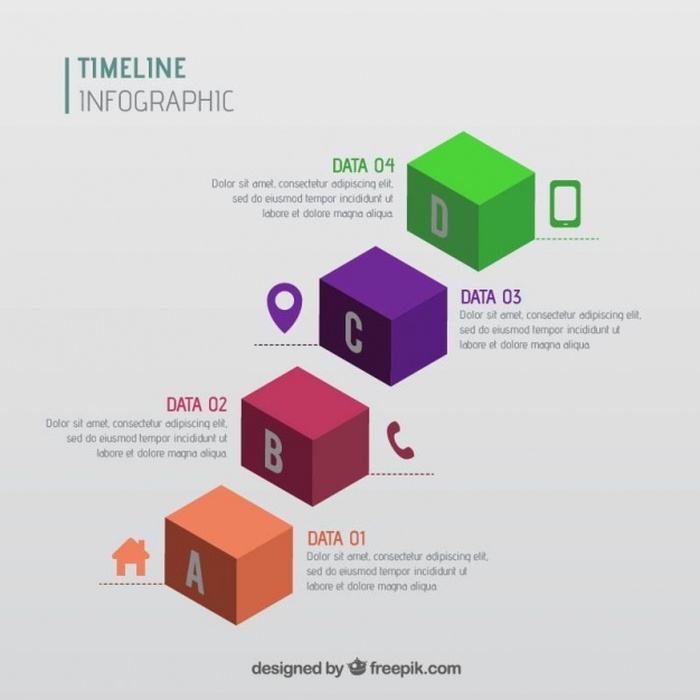 TIMELINE
INFOGRAPHIC
DATA 04
Dolor sit amet, consectetur adipiscing elit,
sed do eiusmod tempor incididunt ut
labore et dolore magna aliqua.
D
DATA 03
Dolor sit amet, consectetur adipiscing elit,
sed do eiusmod tempor incididunt ut
labore et dolore magna aliqua.
C
DATA 02
Dolor sit amet, consectetur adipiscing elit,
sed do eiusmod tempor incididunt ut
labore et dolore magna aliqua.
B
DATA 01
Dolor sit amet, consectetur adipiscing elit,
sed do eiusmod tempor incididunt ut
labore et dolore magna aliqua.
A
designed by freepik.com